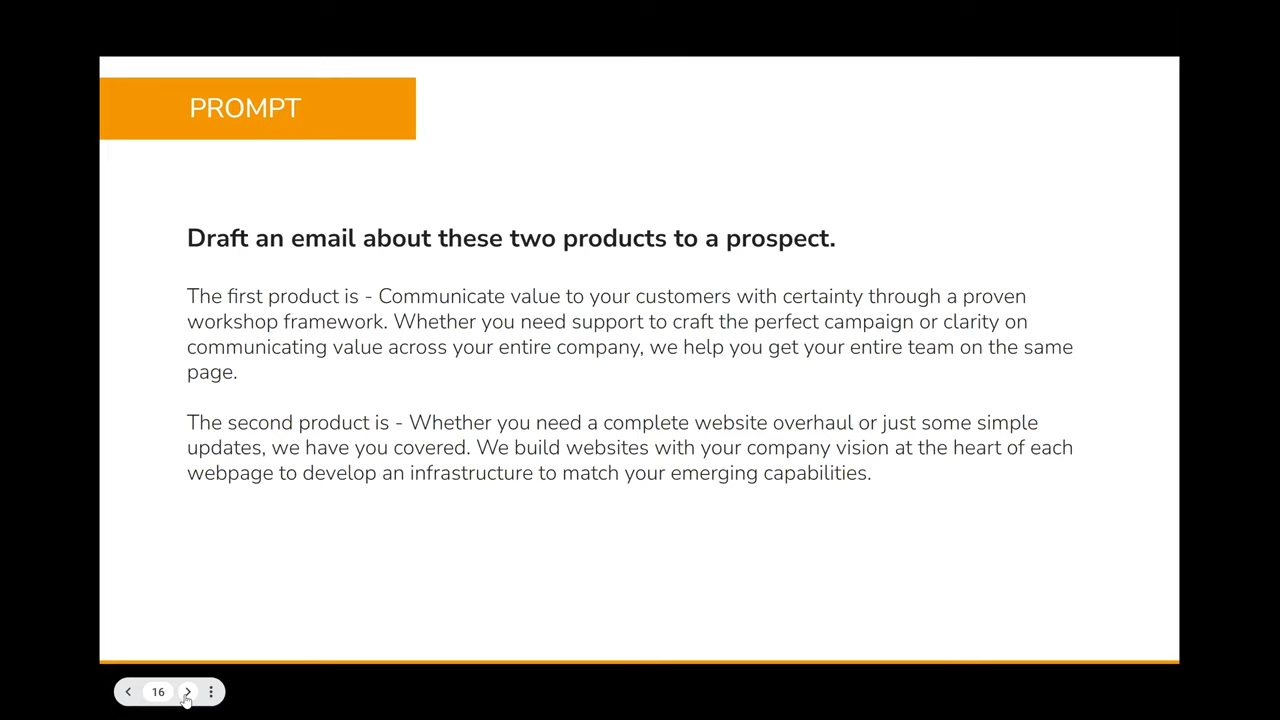 PROMPT
Draft an email about these two products to a prospect.
The first product is - Communicate value to your customers with certainty through a proven
workshop framework. Whether you need support to craft the perfect campaign or clarity on
communicating value across your entire company, we help you get your entire team on the same
page.
The second product is - Whether you need a complete website overhaul or just some simple
updates, we have you covered. We build websites with your company vision at the heart of each
webpage to develop an infrastructure to match your emerging capabilities.
16